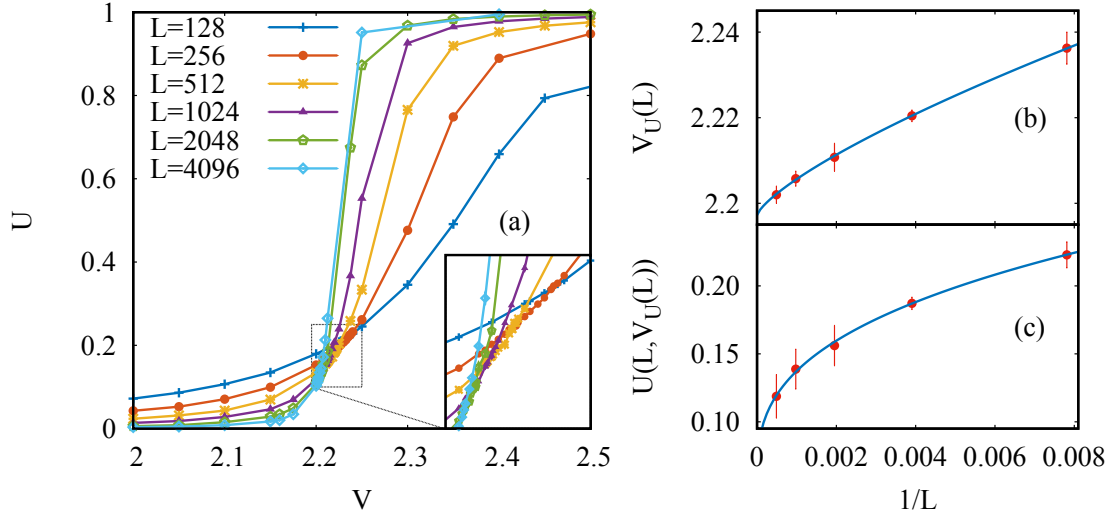 L=128
L=256
L=512
L=1024
L=2048
L=4096
(a)
U
1
0.8
0.6
0.4
0.2
0
2 2.1 2.2 2.3 2.4 2.5
V
V_U(L)
2.24
2.22
2.2
(b)
U(L,V_U(L))
0.20
0.15
0.10
(c)
0 0.002 0.004 0.006 0.008
1/L